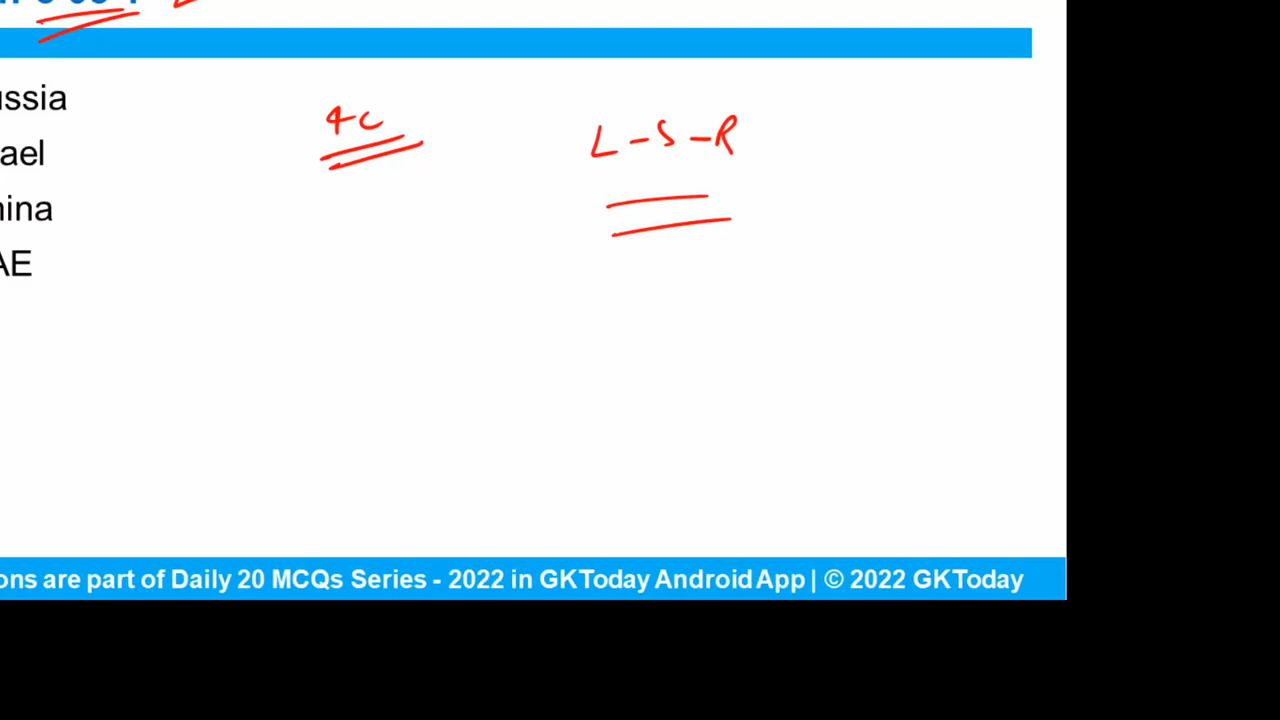 ussia
4C
L-S-R
ael
ina
AE
ons are part of Daily 20 MCQs Series - 2022 in GKToday Android App | © 2022 GKToday